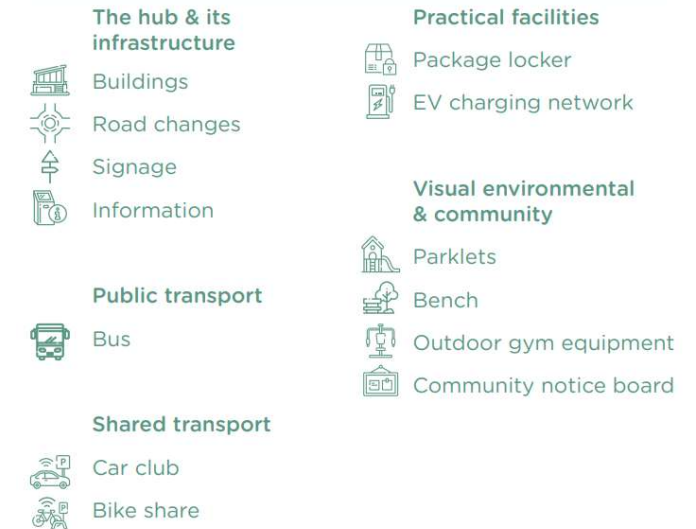 The hub & its
infrastructure
Buildings
Road changes
Signage
Information
Public transport
Bus
Shared transport
Car club
Bike share
Practical facilities
Package locker
EV charging network
Visual environmental
& community
Parklets
Bench
Outdoor gym equipment
Community notice board